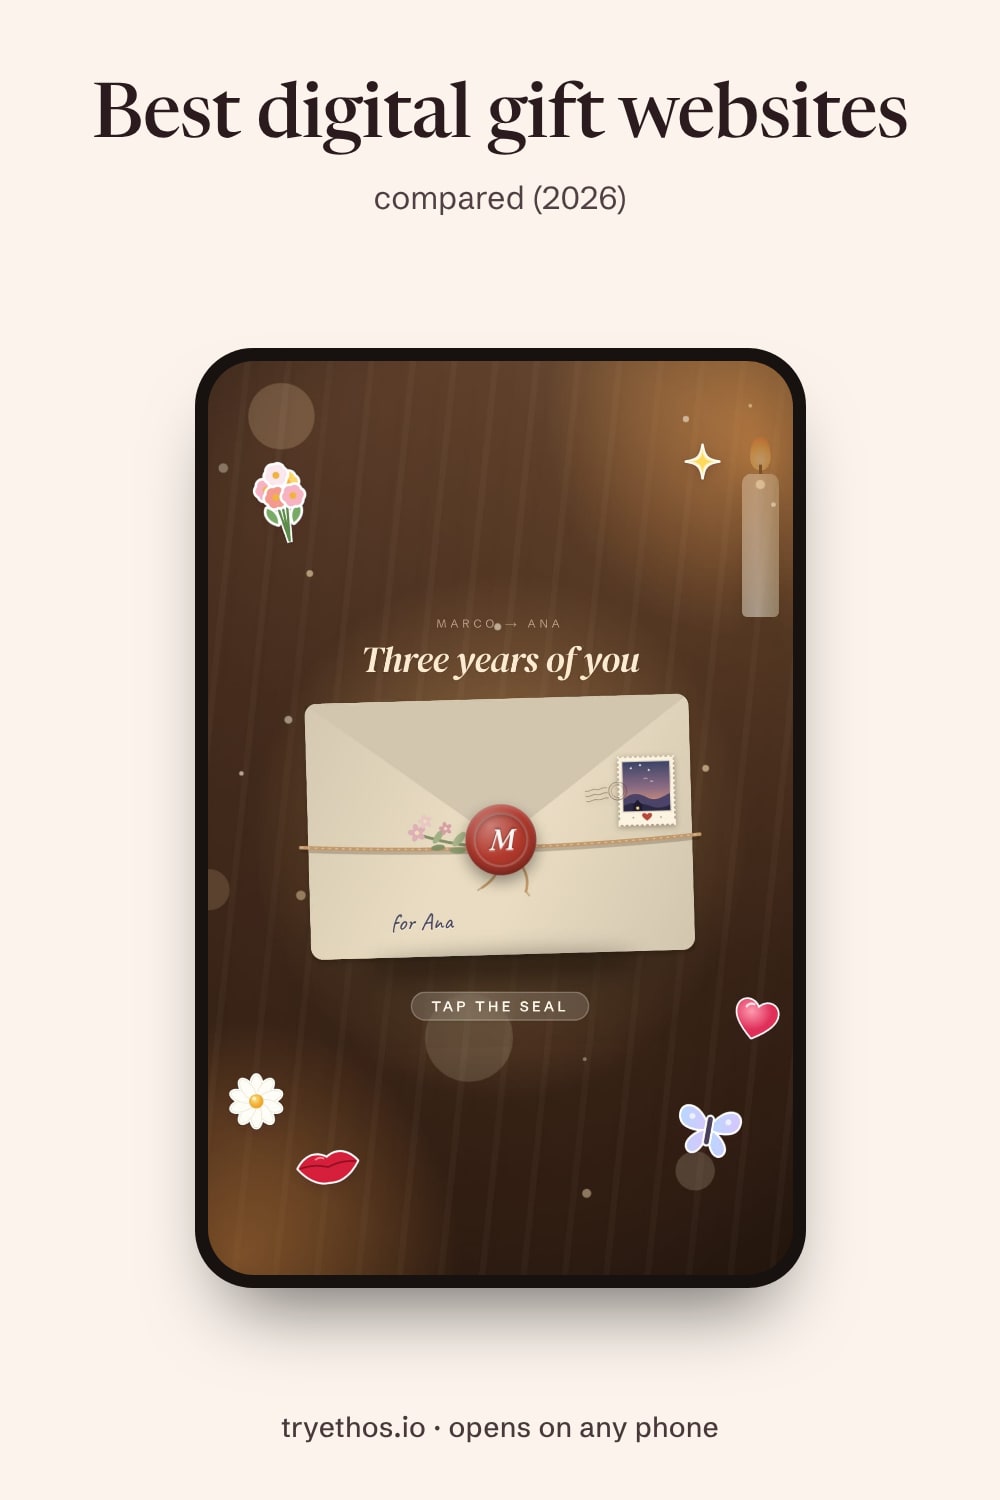 Best digital gift websites
compared (2026)
MARCO → ANA
Three years of you
M
for Ana
TAP THE SEAL
tryethos.io · opens on any phone